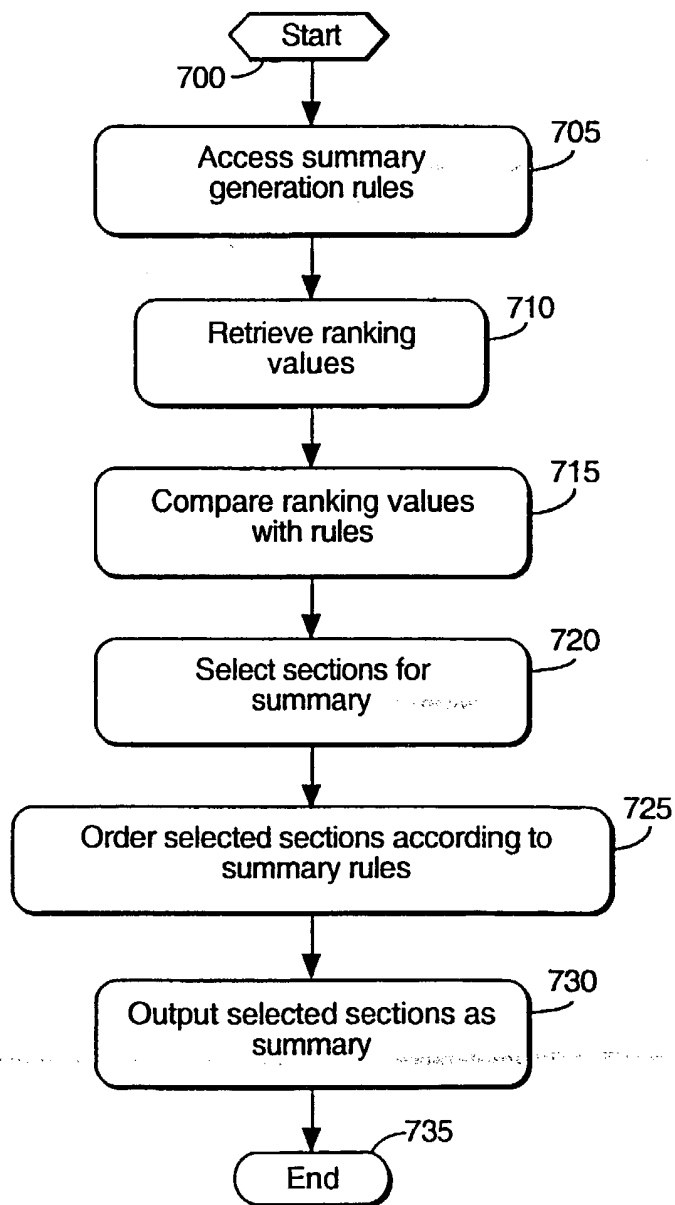 Start
700
705
Access summary
generation rules
710
Retrieve ranking
values
715
Compare ranking values
with rules
720
Select sections for
summary
725
Order selected sections according to
summary rules
730
Output selected sections as
summary
735
End